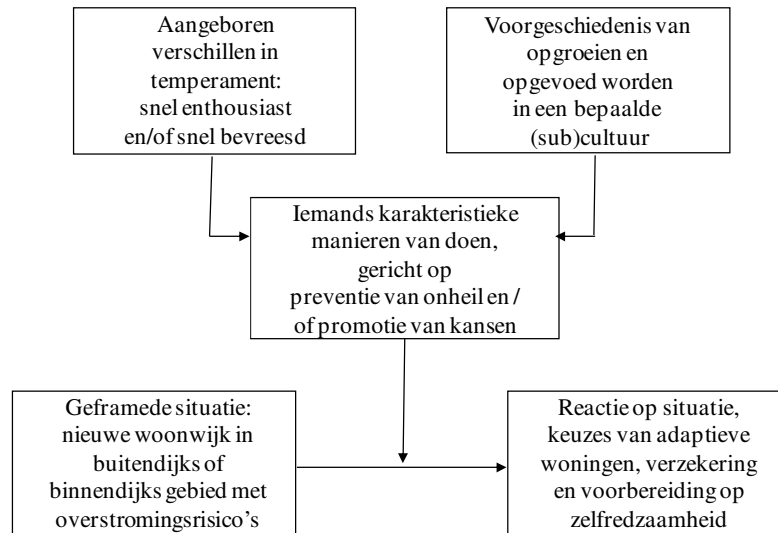 Aangeboren
verschillen in
temperament:
snel enthousiast
en/of snel bevreesd
Voorgeschiedenis van
opgroeien en
opgevoed worden
in een bepaalde
(sub)cultuur
Iemands karakteristieke
manieren van doen,
gericht op
preventie van onheil en /
of promotie van kansen
Geframede situatie:
nieuwe woonwijk in
buitendijks of
binnendijks gebied met
overstromingsrisico's
Reactie op situatie,
keuzes van adaptieve
woningen, verzekering
en voorbereiding op
zelfredzaamheid